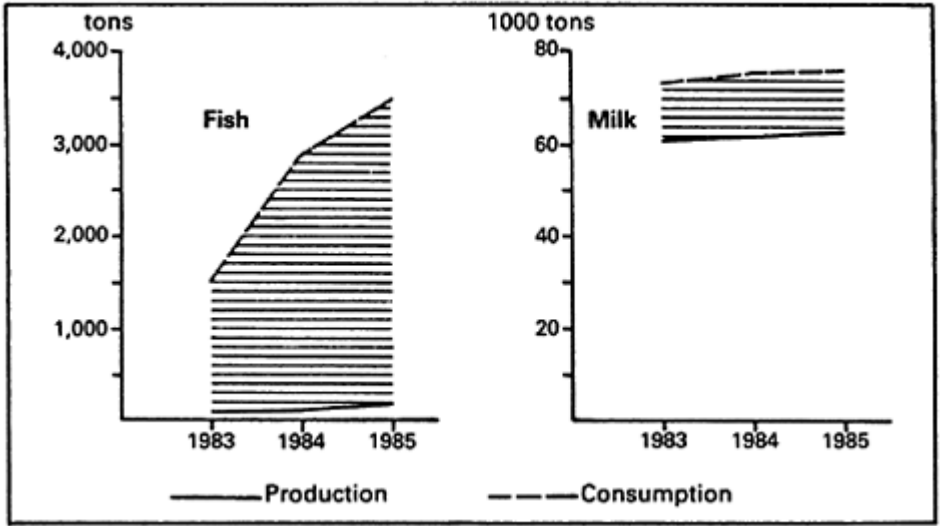 tons
4,000
3,000
2,000
1,000
Fish
1983 1984 1985
1000 tons
80
60
40
20
Milk
1983 1984 1985
Production Consumption